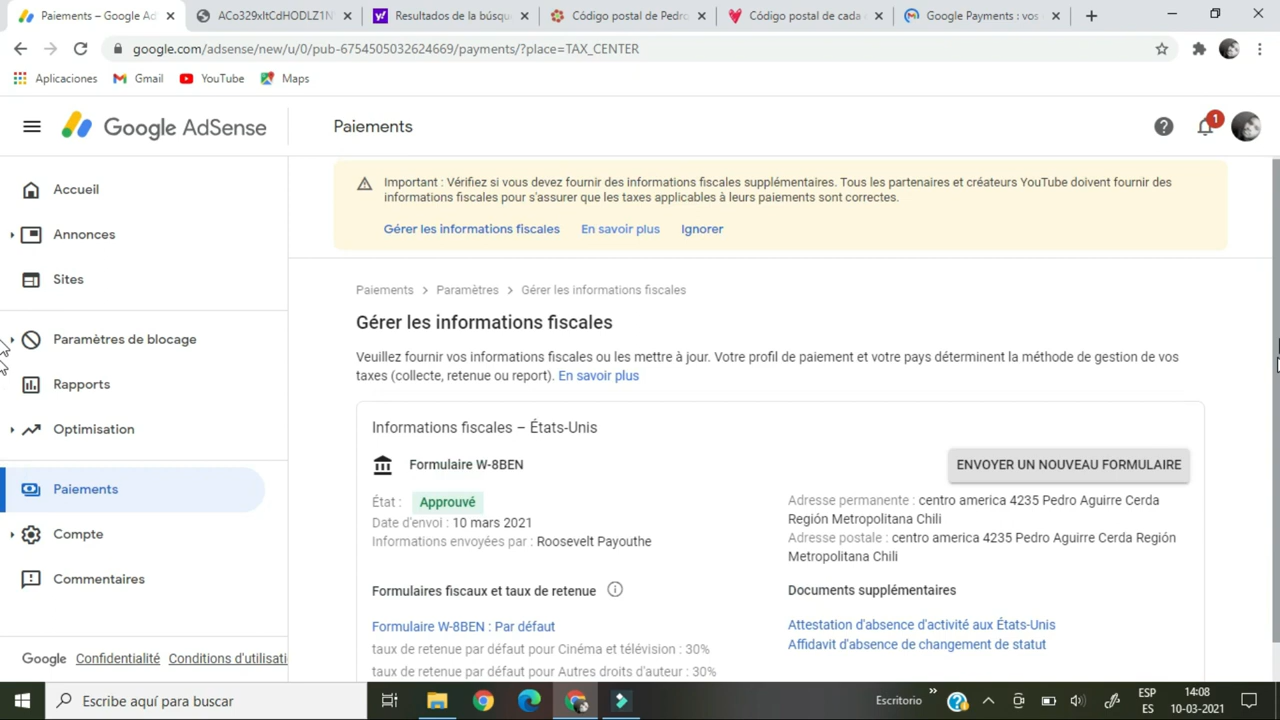 Paiements – Google Ad
ACo329xItCdHODLZ1N
Resultados de la búsqu
Código postal de Pedro
Código postal de cada
Google Payments : vos
google.com/adsense/new/u/0/pub-6754505032624669/payments/?place=TAX_CENTER
Aplicaciones
Gmail
YouTube
Maps
Google AdSense
Paiements
1
Accueil
Annonces
Sites
Paramètres de blocage
Rapports
Optimisation
Paiements
Compte
Commentaires
Google Confidentialité Conditions d'utilisati
Important : Vérifiez si vous devez fournir des informations fiscales supplémentaires. Tous les partenaires et créateurs YouTube doivent fournir des
informations fiscales pour s'assurer que les taxes applicables à leurs paiements sont correctes.
Gérer les informations fiscales
En savoir plus
Ignorer
Paiements > Paramètres > Gérer les informations fiscales
Gérer les informations fiscales
Veuillez fournir vos informations fiscales ou les mettre à jour. Votre profil de paiement et votre pays déterminent la méthode de gestion de vos
taxes (collecte, retenue ou report). En savoir plus
Informations fiscales – États-Unis
Formulaire W-8BEN
ENVOYER UN NOUVEAU FORMULAIRE
État : Approuvé
Date d'envoi : 10 mars 2021
Informations envoyées par : Roosevelt Payouthe
Adresse permanente : centro america 4235 Pedro Aguirre Cerda
Región Metropolitana Chili
Adresse postale : centro america 4235 Pedro Aguirre Cerda Región
Metropolitana Chili
Formulaires fiscaux et taux de retenue
Formulaire W-8BEN : Par défaut
taux de retenue par défaut pour Cinéma et télévision : 30%
taux de retenue par défaut pour Autres droits d'auteur : 30%
Documents supplémentaires
Attestation d'absence d'activité aux États-Unis
Affidavit d'absence de changement de statut
Escribe aquí para buscar
Escritorio
ESP
ES
14:08
10-03-2021